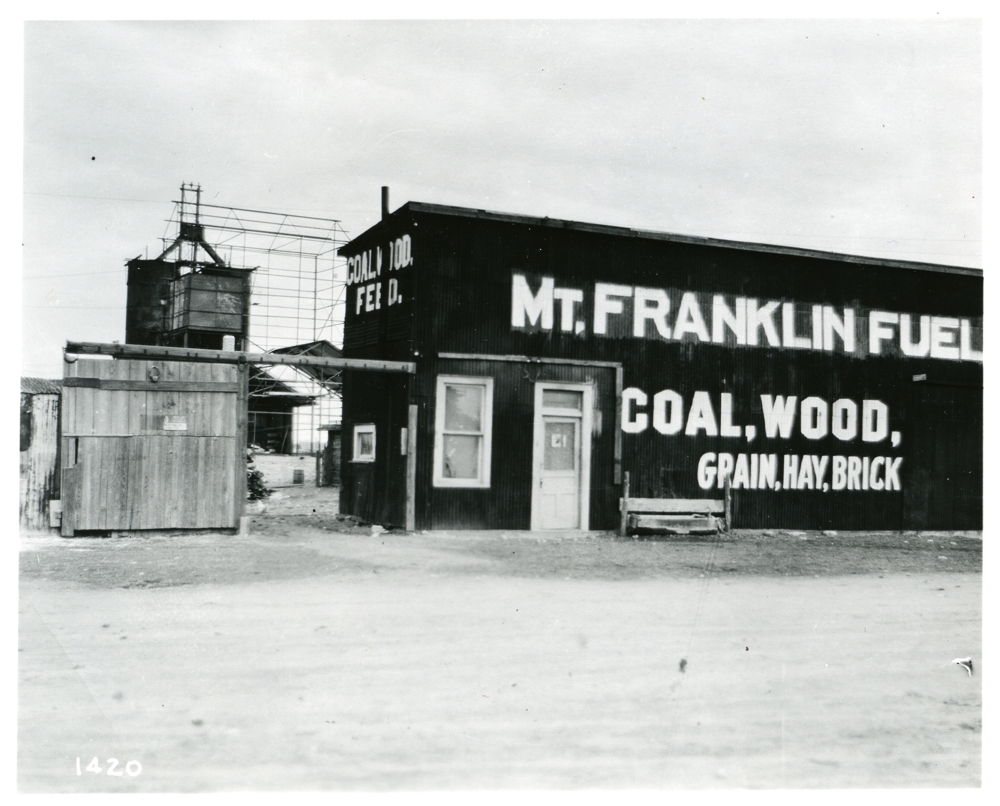 COAL, WOOD,
FEED.
MT. FRANKLIN FUEL
COAL, WOOD,
GRAIN, HAY, BRICK
1420